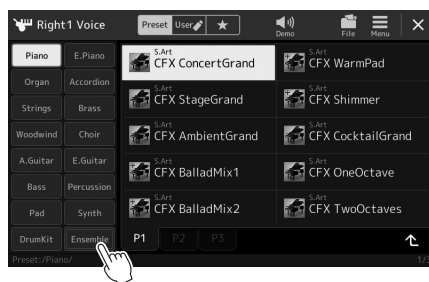 Right1 Voice
Preset User ★
Demo
File
Menu
Piano E.Piano
Organ Accordion
Strings Brass
Woodwind Choir
A.Guitar E.Guitar
Bass Percussion
Pad Synth
DrumKit Ensemble
S.Art
CFX ConcertGrand
S.Art
CFX WarmPad
S.Art
CFX StageGrand
S.Art
CFX Shimmer
S.Art
CFX AmbientGrand
S.Art
CFX CocktailGrand
S.Art
CFX BalladMix1
S.Art
CFX OneOctave
S.Art
CFX BalladMix2
S.Art
CFX TwoOctaves
P1 P2 P3
Preset:/Piano/
1/3